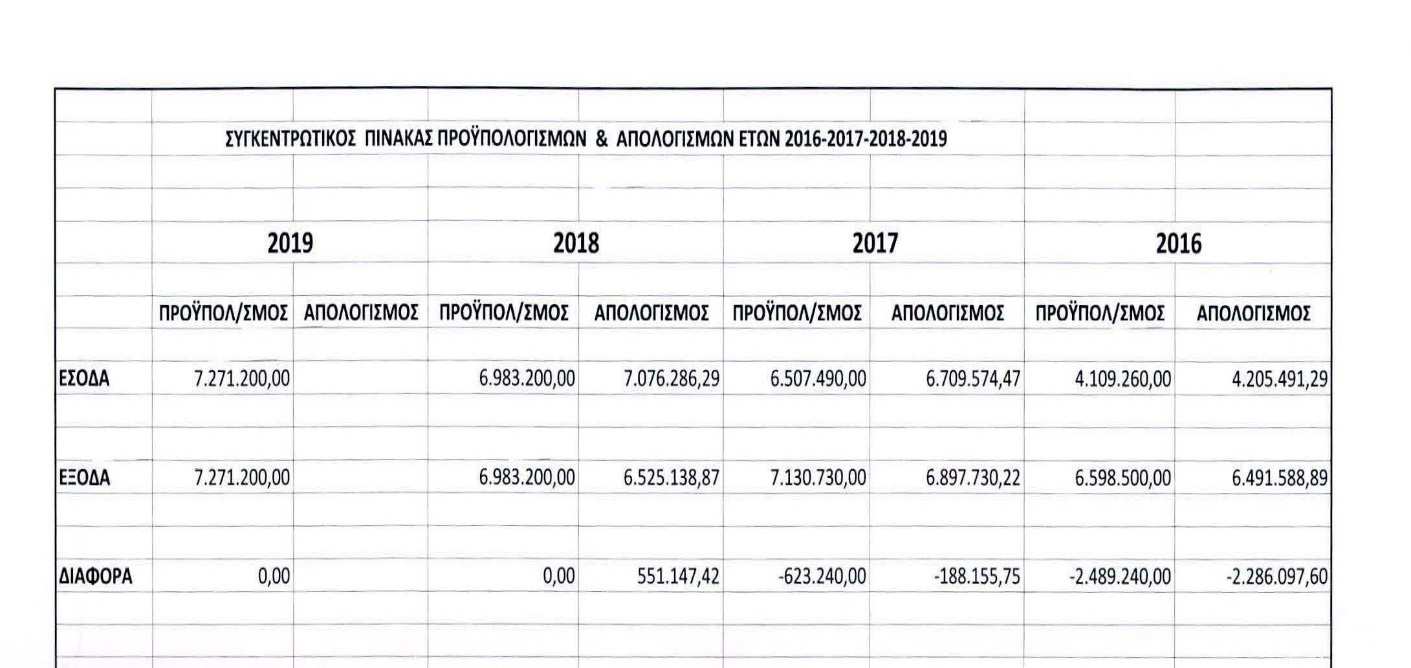 ΣΥΓΚΕΝΤΡΩΤΙΚΟΣ ΠΙΝΑΚΑΣ ΠΡΟΫΠΟΛΟΓΙΣΜΩΝ & ΑΠΟΛΟΓΙΣΜΩΝ ΕΤΩΝ 2016-2017-2018-2019
2019 2018 2017 2016
ΠΡΟΫΠΟΛ/ΣΜΟΣ ΑΠΟΛΟΓΙΣΜΟΣ ΠΡΟΫΠΟΛ/ΣΜΟΣ ΑΠΟΛΟΓΙΣΜΟΣ ΠΡΟΫΠΟΛ/ΣΜΟΣ ΑΠΟΛΟΓΙΣΜΟΣ ΠΡΟΫΠΟΛ/ΣΜΟΣ ΑΠΟΛΟΓΙΣΜΟΣ
ΕΣΟΔΑ 7.271.200,00 6.983.200,00 7.076.286,29 6.507.490,00 6.709.574,47 4.109.260,00 4.205.491,29
ΕΞΟΔΑ 7.271.200,00 6.983.200,00 6.525.138,87 7.130.730,00 6.897.730,22 6.598.500,00 6.491.588,89
ΔΙΑΦΟΡΑ 0,00 0,00 551.147,42 -623.240,00 -188.155,75 -2.489.240,00 -2.286.097,60